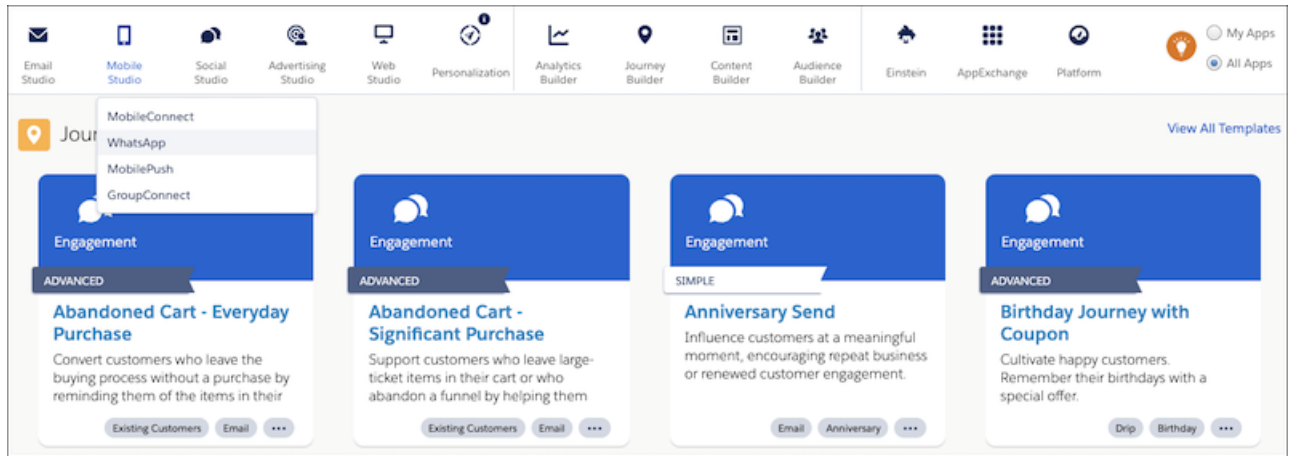 Email
Studio
Mobile
Studio
Social
Studio
Advertising
Studio
Web
Studio
Personalization
Analytics
Builder
Journey
Builder
Content
Builder
Audience
Builder
Einstein
AppExchange
Platform
My Apps
All Apps
MobileConnect
WhatsApp
MobilePush
GroupConnect
Jour
View All Templates
Engagement
ADVANCED
Abandoned Cart - Everyday
Purchase
Convert customers who leave the
buying process without a purchase by
reminding them of the items in their
Existing Customers Email ...
Engagement
ADVANCED
Abandoned Cart -
Significant Purchase
Support customers who leave large-
ticket items in their cart or who
abandon a funnel by helping them
Existing Customers Email ...
Engagement
SIMPLE
Anniversary Send
Influence customers at a meaningful
moment, encouraging repeat business
or renewed customer engagement.
Email Anniversary ...
Engagement
ADVANCED
Birthday Journey with
Coupon
Cultivate happy customers.
Remember their birthdays with a
special offer.
Drip Birthday ...